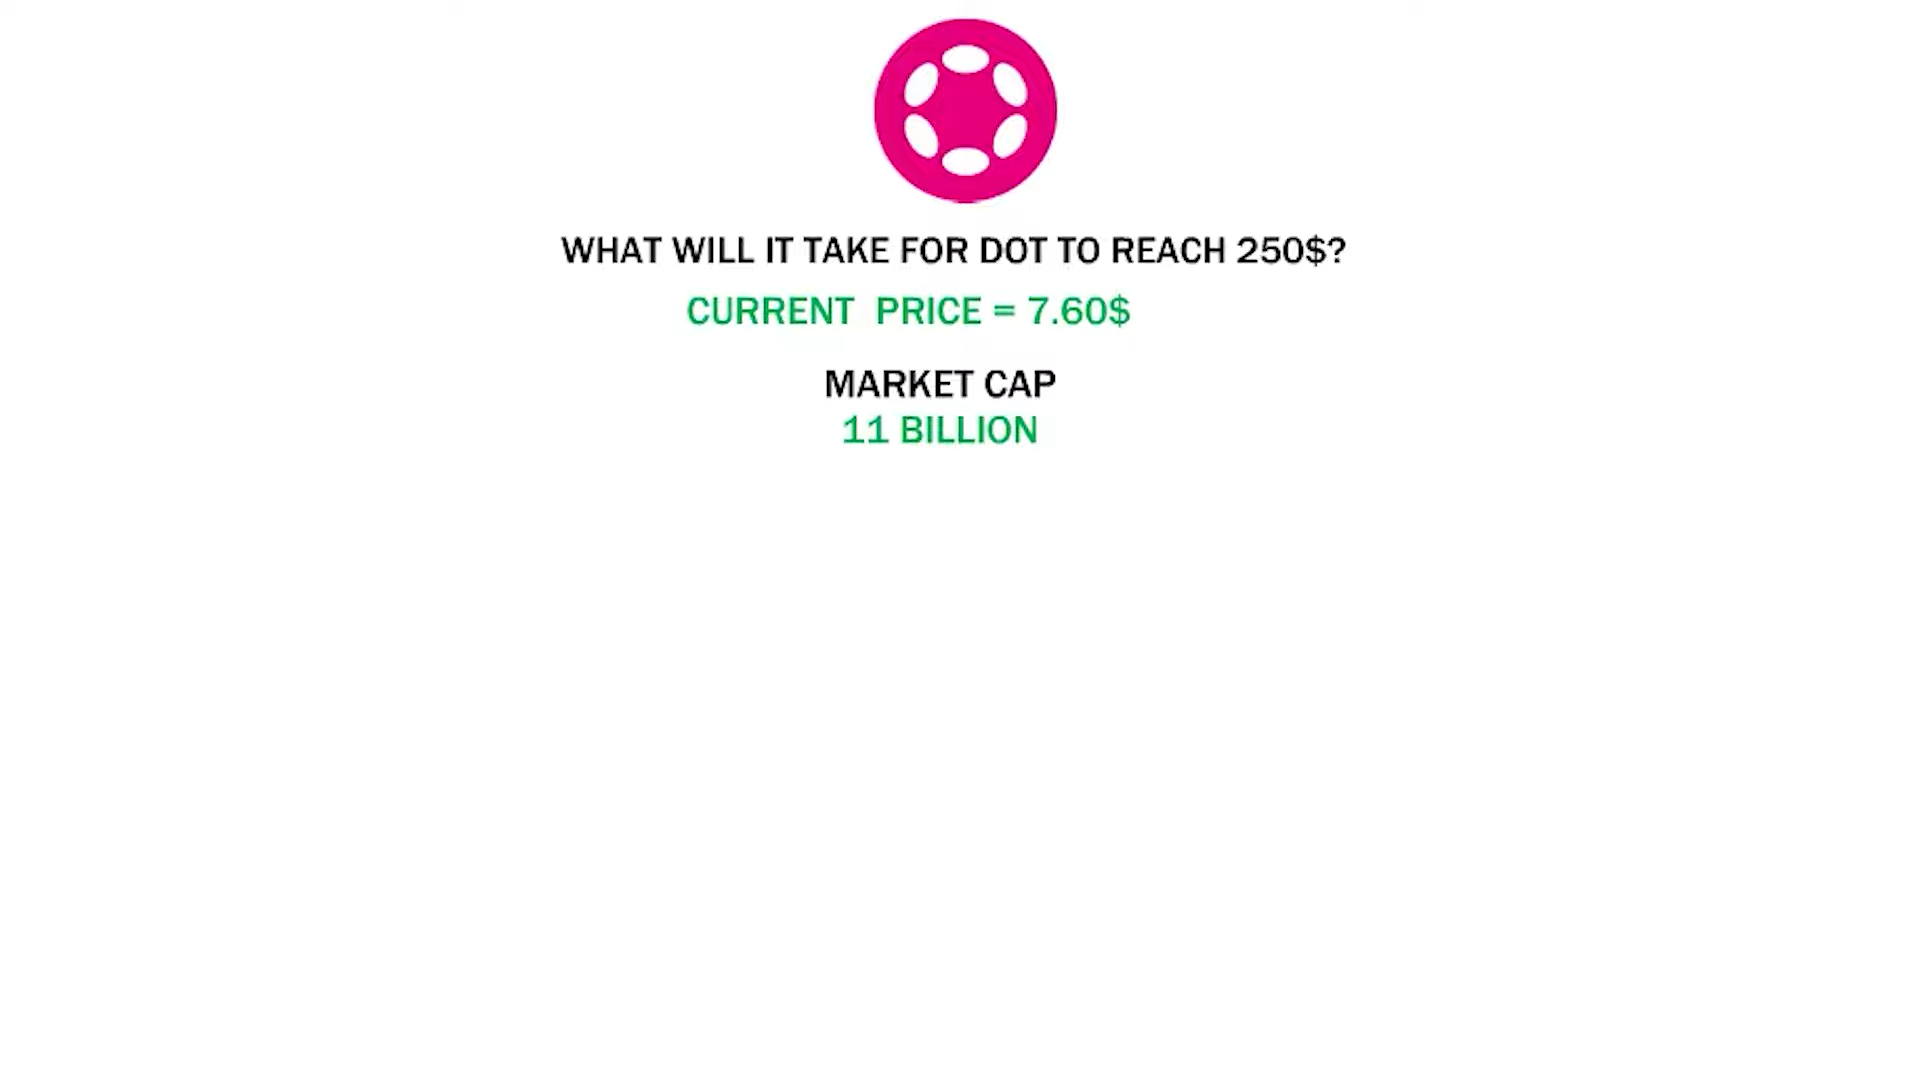 WHAT WILL IT TAKE FOR DOT TO REACH 250$?
CURRENT PRICE = 7.60$
MARKET CAP
11 BILLION